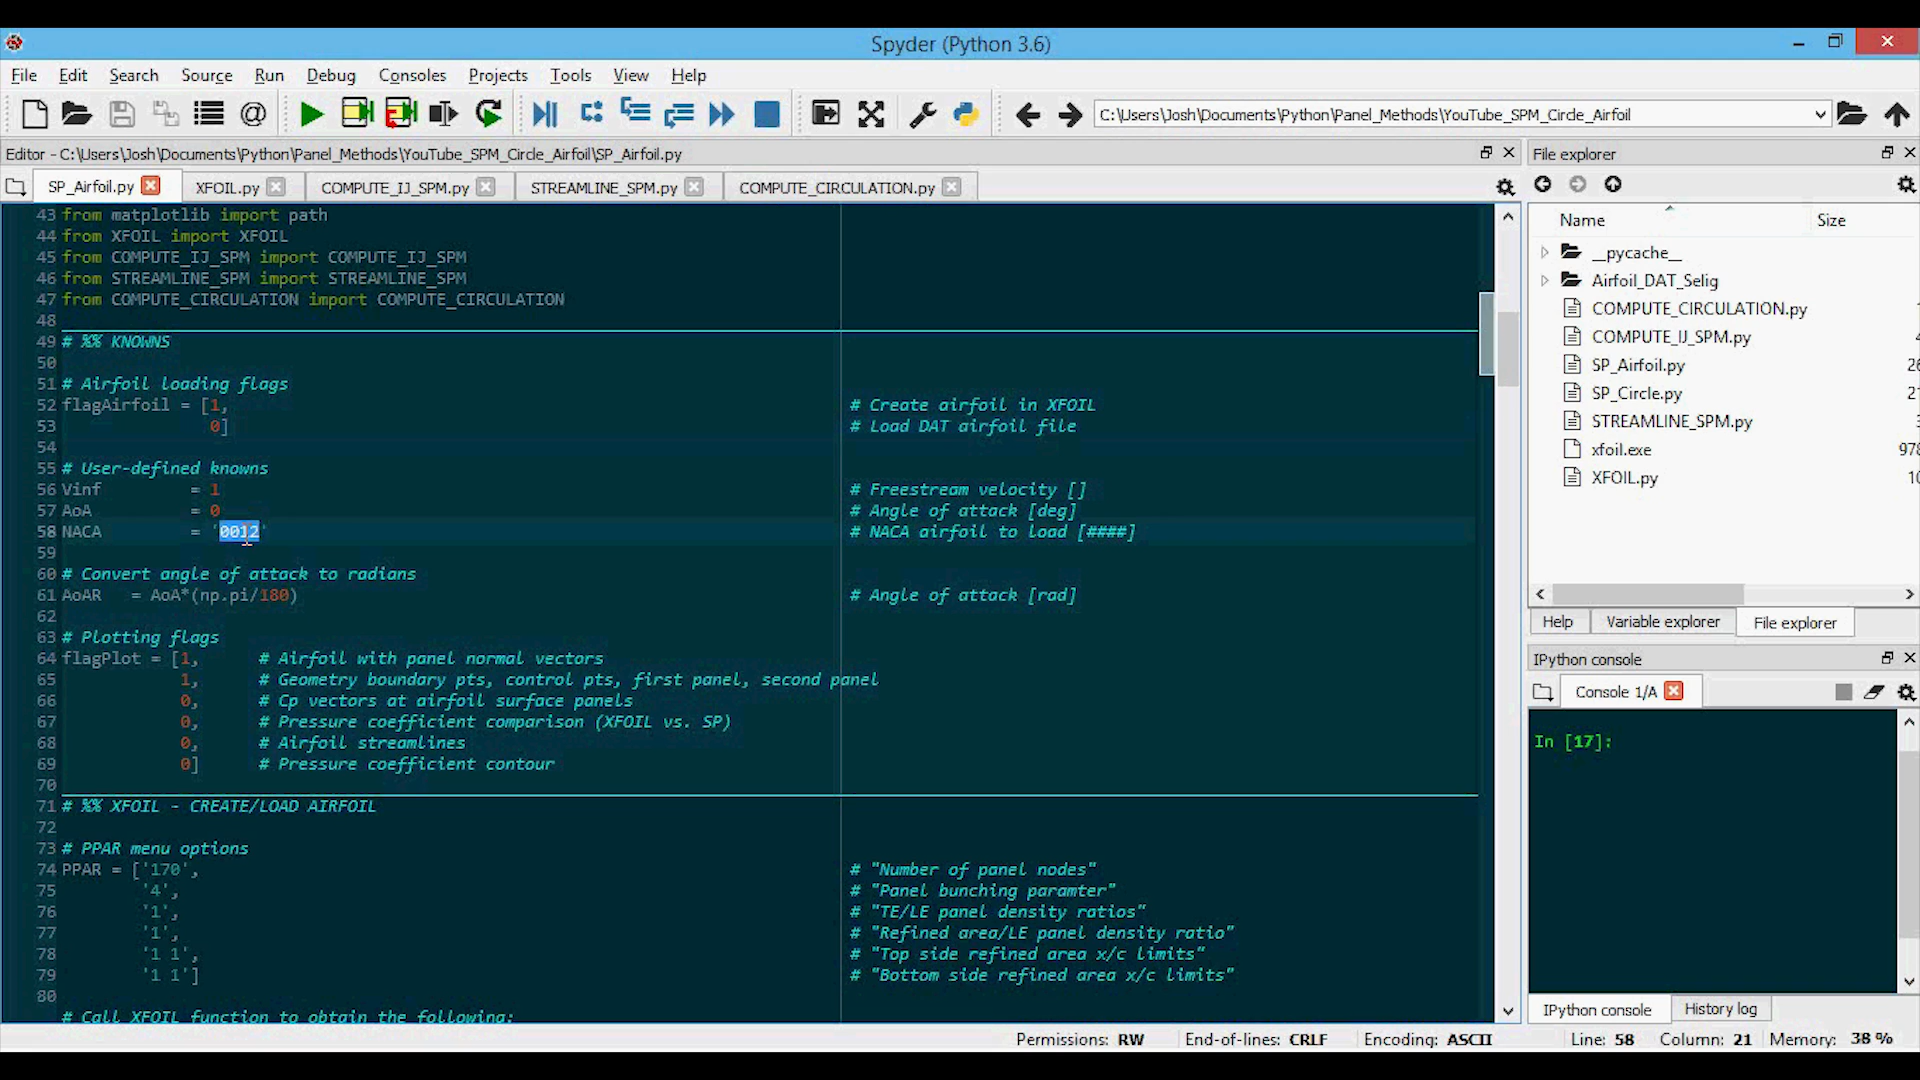 Spyder (Python 3.6)
File Edit Search Source Run Debug Consoles Projects Tools View Help
C:\Users\Josh\Documents\Python\Panel_Methods\YouTube_SPM_Circle_Airfoil
Editor - C:\Users\Josh\Documents\Python\Panel_Methods\YouTube_SPM_Circle_Airfoil\SP_Airfoil.py
SP_Airfoil.py XFOIL.py COMPUTE_IJ_SPM.py STREAMLINE_SPM.py COMPUTE_CIRCULATION.py
43 from matplotlib import path
44 from XFOIL import XFOIL
45 from COMPUTE_IJ_SPM import COMPUTE_IJ_SPM
46 from STREAMLINE_SPM import STREAMLINE_SPM
47 from COMPUTE_CIRCULATION import COMPUTE_CIRCULATION
48
49 # %% KNOWNS
50
51 # Airfoil loading flags
52 flagAirfoil = [1, # Create airfoil in XFOIL
53 0] # Load DAT airfoil file
54
55 # User-defined knowns
56 Vinf = 1 # Freestream velocity []
57 AoA = 0 # Angle of attack [deg]
58 NACA = '0012' # NACA airfoil to load [####]
59
60 # Convert angle of attack to radians
61 AoAR = AoA*(np.pi/180) # Angle of attack [rad]
62
63 # Plotting flags
64 flagPlot = [1, # Airfoil with panel normal vectors
65 1, # Geometry boundary pts, control pts, first panel, second panel
66 0, # Cp vectors at airfoil surface panels
67 0, # Pressure coefficient comparison (XFOIL vs. SP)
68 0, # Airfoil streamlines
69 0] # Pressure coefficient contour
70
71 # %% XFOIL - CREATE/LOAD AIRFOIL
72
73 # PPAR menu options
74 PPAR = ['170', # "Number of panel nodes"
75 '4', # "Panel bunching paramter"
76 '1', # "TE/LE panel density ratios"
77 '1', # "Refined area/LE panel density ratio"
78 '1 1', # "Top side refined area x/c limits"
79 '1 1'] # "Bottom side refined area x/c limits"
80
# Call XFOIL function to obtain the following:
File explorer
Name Size
__pycache__
Airfoil_DAT_Selig
COMPUTE_CIRCULATION.py 1
COMPUTE_IJ_SPM.py 4
SP_Airfoil.py 26
SP_Circle.py 21
STREAMLINE_SPM.py 3
xfoil.exe 978
XFOIL.py 10
Help Variable explorer File explorer
IPython console
Console 1/A
In [17]:
IPython console History log
Permissions: RW End-of-lines: CRLF Encoding: ASCII Line: 58 Column: 21 Memory: 38 %